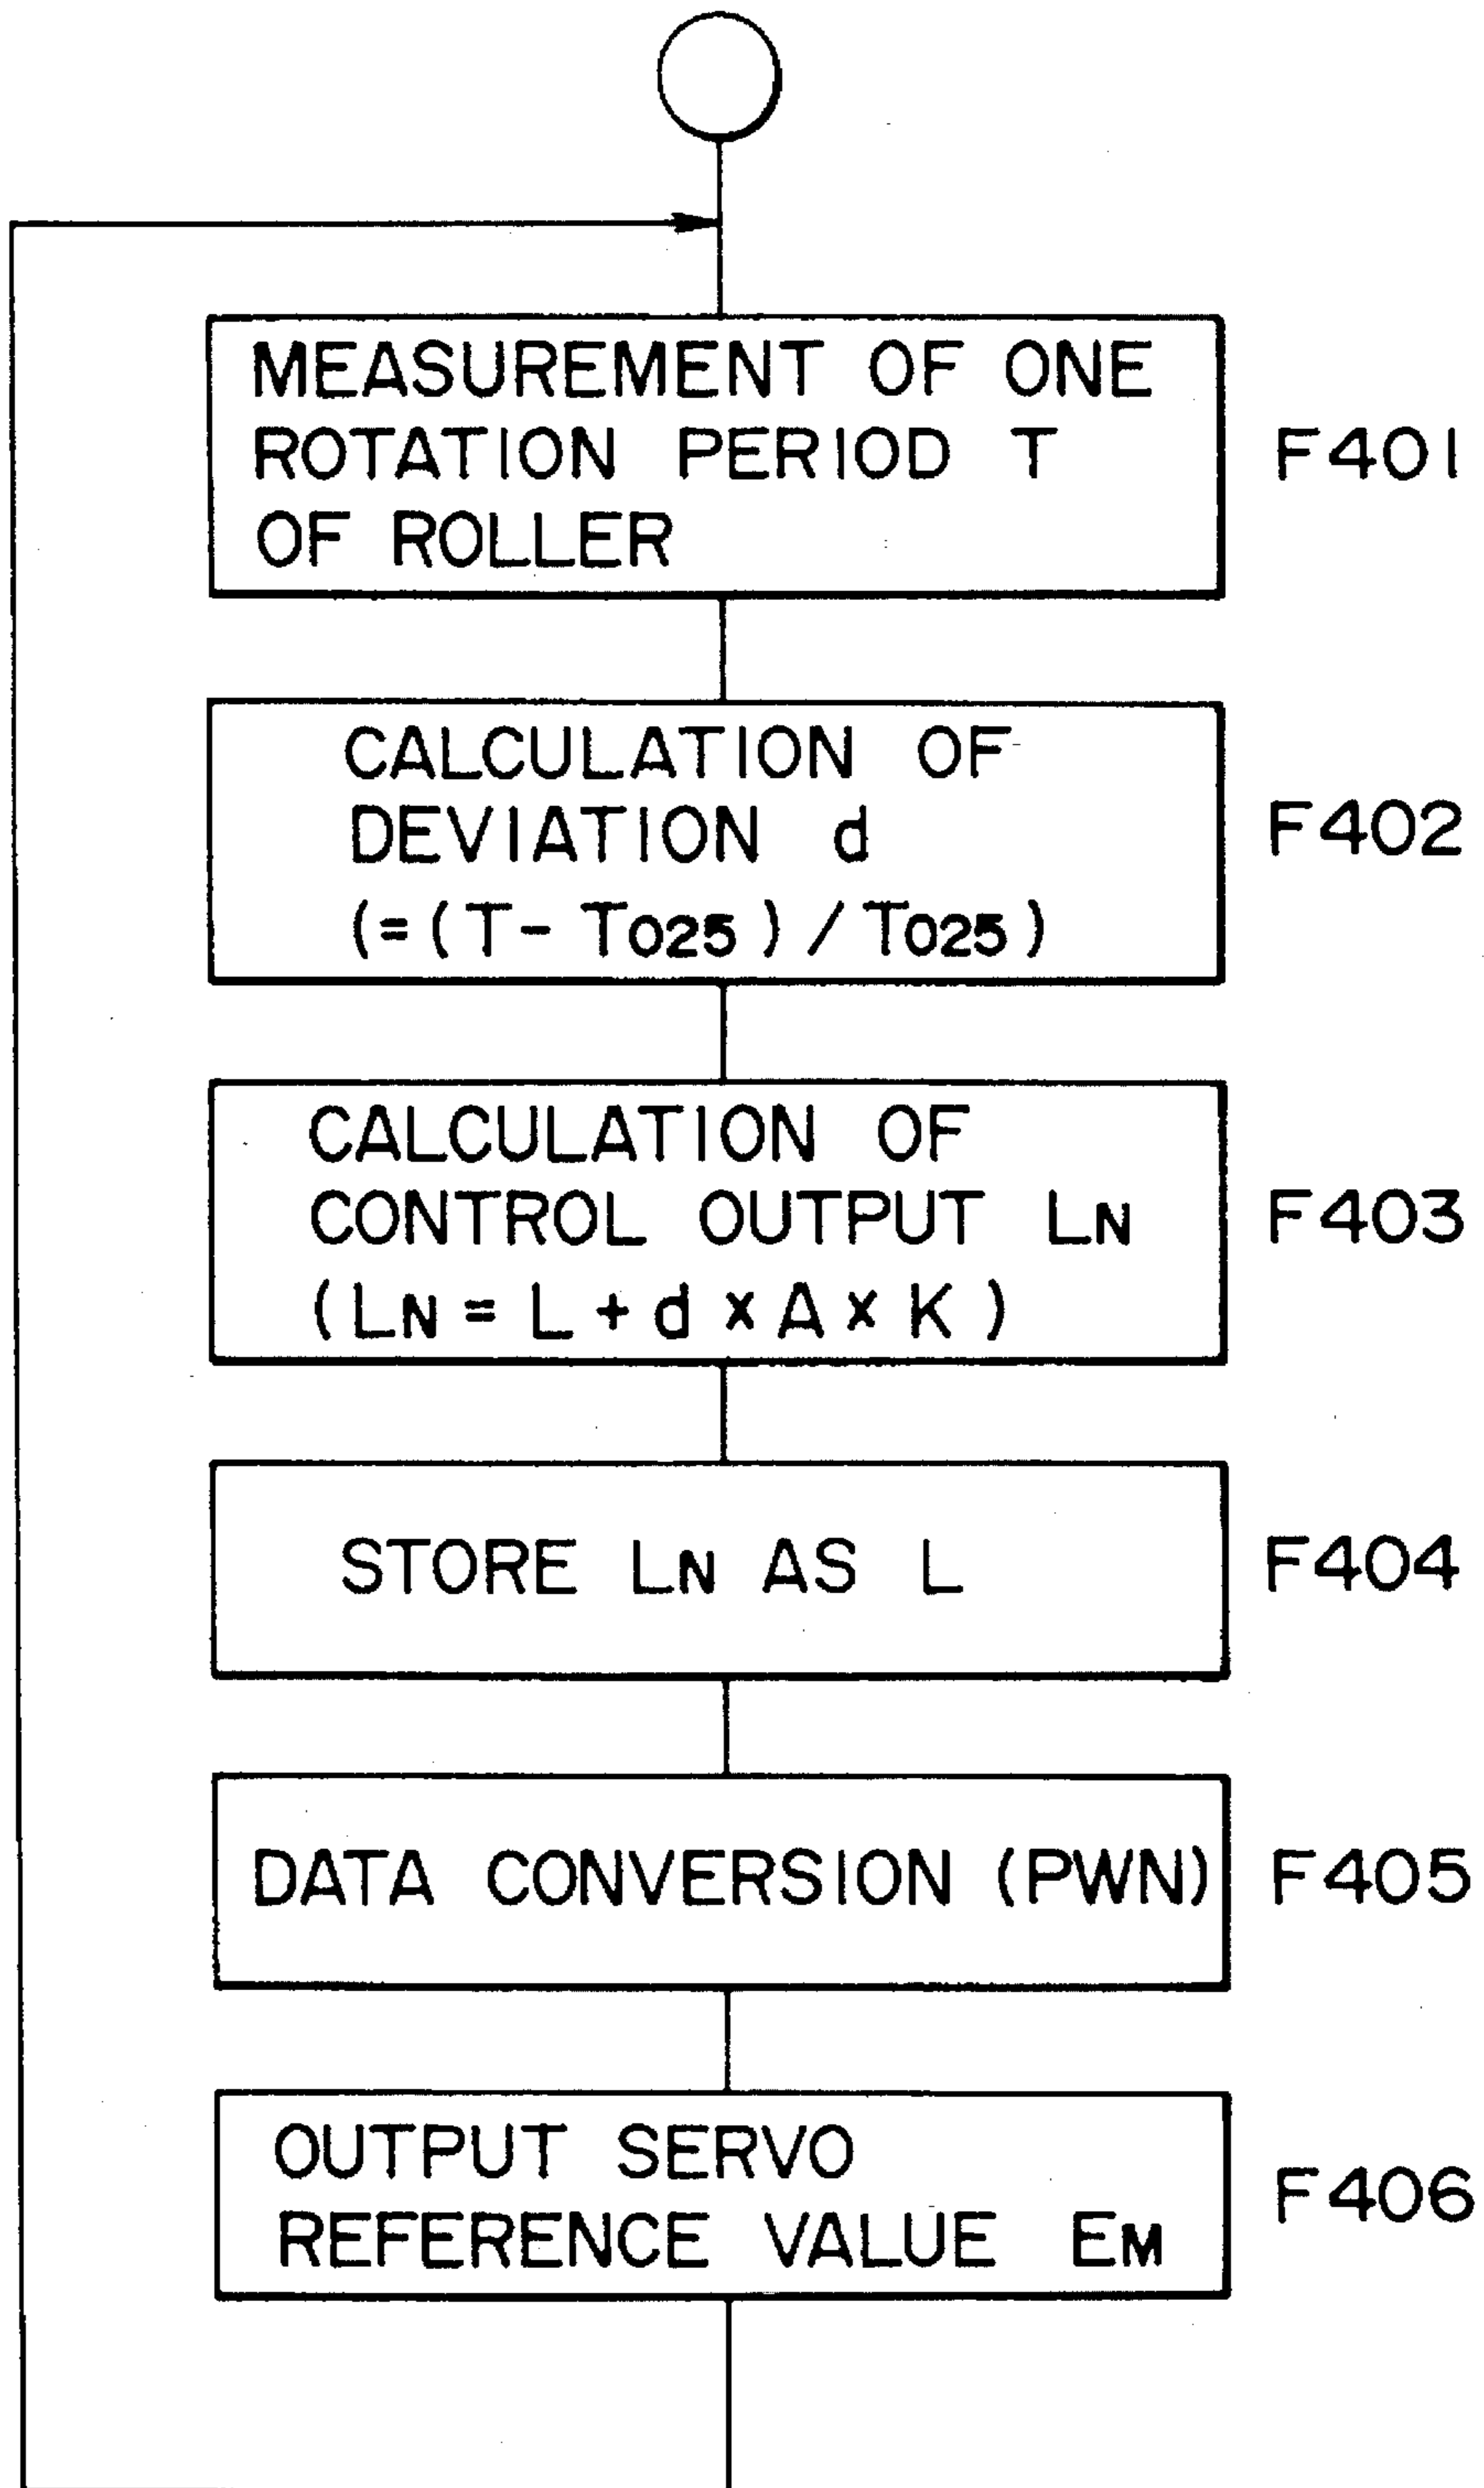 MEASUREMENT OF ONE
ROTATION PERIOD T
OF ROLLER
F401
CALCULATION OF
DEVIATION d
(=(T-T025)/T025)
F402
CALCULATION OF
CONTROL OUTPUT LN
(LN=L+d×A×K)
F403
STORE LN AS L
F404
DATA CONVERSION (PWN)
F405
OUTPUT SERVO
REFERENCE VALUE EM
F406